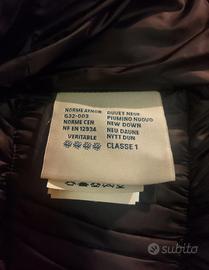 NORME AFNOR
G32-003
NORME CEN
NF EN 12934
VERITABLE
DUVET NEUF
PIUMINO NUOVO
NEW DOWN
NEU DAUNE
NYTT DUN
CLASSE 1
subito